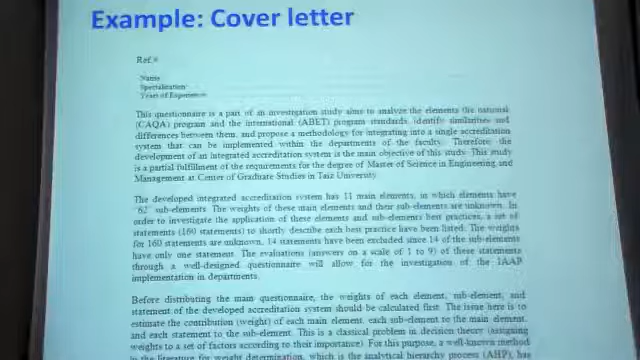 Example: Cover letter
Ref.#
Name
Specialization
Years of Experience
This questionnaire is a part of an investigation study aims to analyze the elements the national
(CAQA) program and the international (ABET) program standards, identify similarities and
differences between them, and propose a methodology for integrating into a single accreditation
system that can be implemented within the departments of the faculty. Therefore, the
development of an integrated accreditation system is the main objective of this study. This study
is a partial fulfillment of the requirements for the degree of Master of Science in Engineering and
Management at Center of Graduate Studies in Taiz University.
The developed integrated accreditation system has 11 main elements, in which elements have
62 sub-elements. The weights of these main elements and their sub-elements are unknown. In
order to investigate the application of these elements and sub-elements best practices, a set of
statements (160 statements) to shortly describe each best practice have been listed. The weights
for 160 statements are unknown, 14 statements have been excluded since 14 of the sub-elements
have only one statement. The evaluations (answers on a scale of 1 to 9) of these statements
through a well-designed questionnaire will allow for the investigation of the IAAP
implementation in departments.
Before distributing the main questionnaire, the weights of each element, sub-element, and
statement of the developed accreditation system should be calculated first. The issue here is to
estimate the contribution (weight) of each main element, each sub-element to the main element,
and each statement to the sub-element. This is a classical problem in decision theory (assigning
weights to a set of factors according to their importance). For this purpose, a well-known method
in the literature for weight determination, which is the analytical hierarchy process (AHP), has